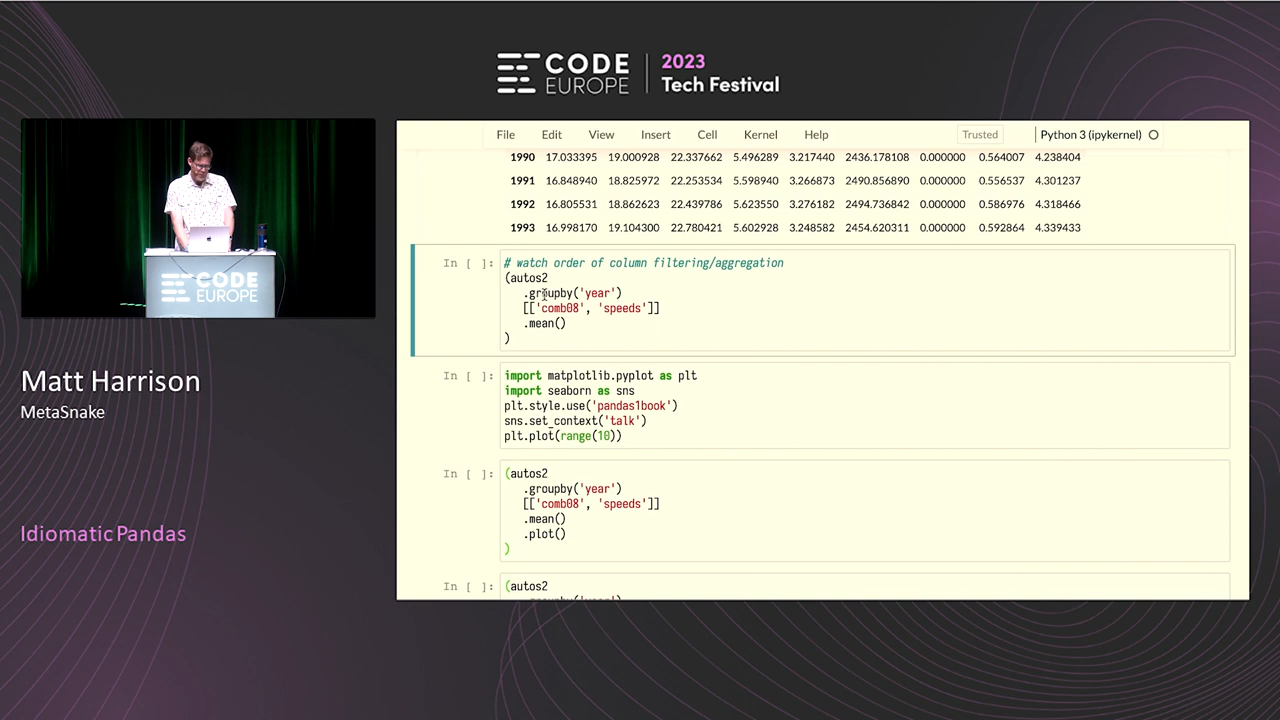 CODE EUROPE
2023
Tech Festival
File Edit View Insert Cell Kernel Help Trusted Python 3 (ipykernel)
1990 17.033395 19.000928 22.337662 5.496289 3.217440 2436.178110 0.000000 0.564007 4.238404
1991 16.848940 18.825972 22.253534 5.598940 3.266873 2490.856890 0.000000 0.556537 4.301237
1992 16.805531 18.862623 22.439786 5.623550 3.276182 2494.736842 0.000000 0.586976 4.318466
1993 16.998170 19.104300 22.780421 5.602928 3.248582 2454.620311 0.000000 0.592864 4.339433
In [ ]: # watch order of column filtering/aggregation
(autos2
.groupby('year')
[['comb08', 'speeds']]
.mean()
)
In [ ]: import matplotlib.pyplot as plt
import seaborn as sns
plt.style.use('pandas1book')
sns.set_context('talk')
plt.plot(range(10))
In [ ]: (autos2
.groupby('year')
[['comb08', 'speeds']]
.mean()
.plot()
)
In [ ]: (autos2
CODE
EUROPE
Matt Harrison
MetaSnake
Idiomatic Pandas